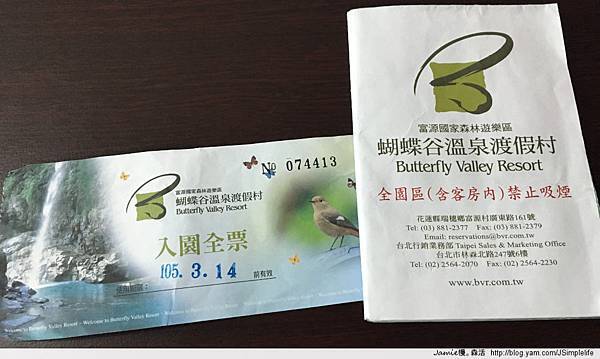 № 074413
富源國家森林遊樂區
蝴蝶谷溫泉渡假村
Butterfly Valley Resort
入園全票
105. 3. 14 前有效
Welcome to Butterfly Valley Resort
富源國家森林遊樂區
蝴蝶谷溫泉渡假村
Butterfly Valley Resort
全園區(含客房內)禁止吸煙
花蓮縣瑞穗鄉富源村廣東路161號
Tel: (03) 881-2377 Fax: (03) 881-2379
Email: reservations@bvr.com.tw
台北行銷業務部 Taipei Sales & Marketing Office
台北市林森北路247號6樓
Tel: (02) 2564-2070 Fax: (02) 2564-2230
www.bvr.com.tw
Jamie慢。森活 http://blog.yam.com/JSimplelife